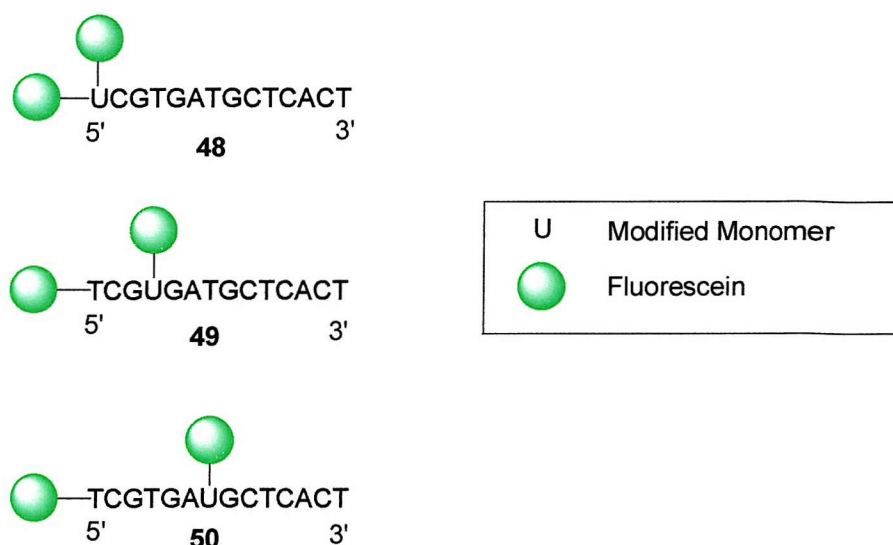 UCGTGATGCTCACT
5' 3'
48
U Modified Monomer
Fluorescein
TCGUGATGCTCACT
5' 3'
49
TCGTGAUGCTCACT
5' 3'
50